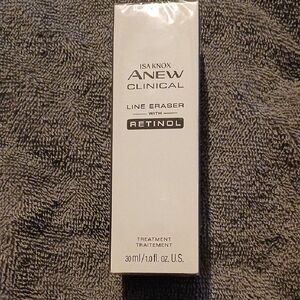 ISA KNOX
ANEW
CLINICAL
LINE ERASER
WITH
RETINOL
TREATMENT
TRAITEMENT
30 ml/1.0 fl. oz. U.S.